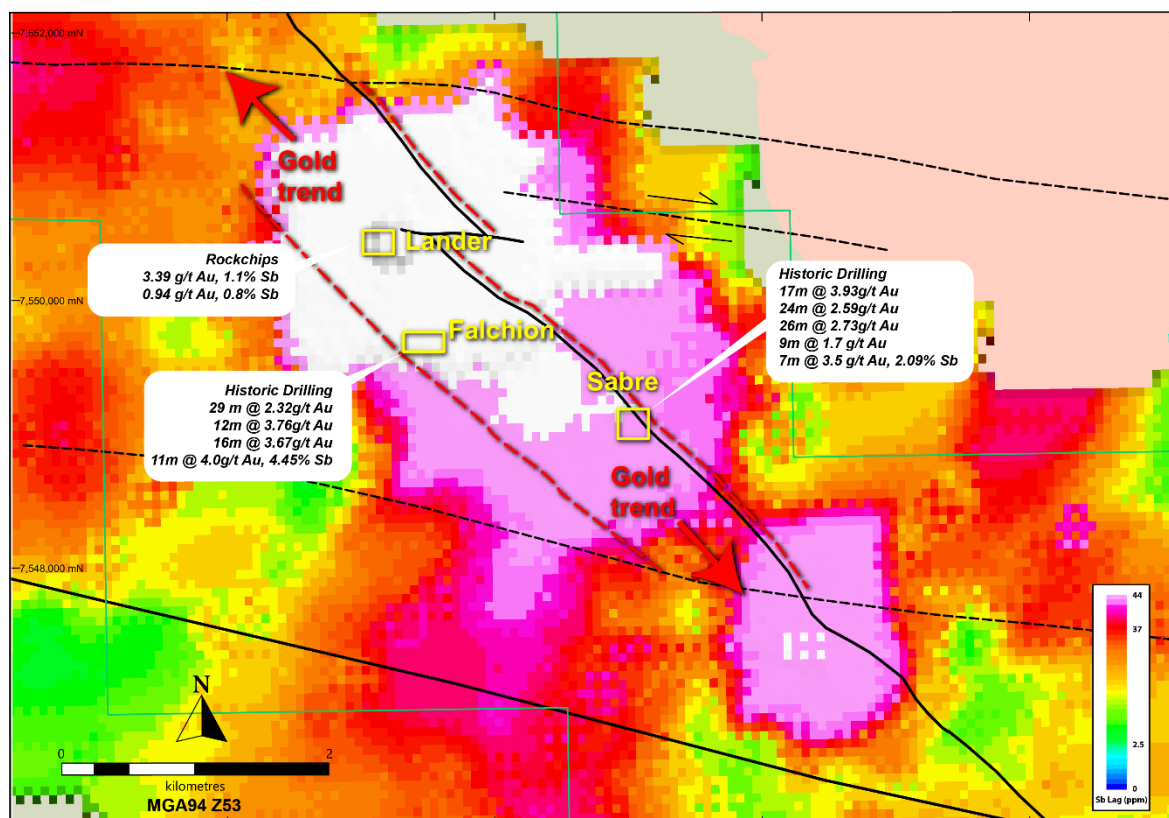 7,552,000 mN
Gold
trend
Lander
Rockchips
3.39 g/t Au, 1.1% Sb
0.94 g/t Au, 0.8% Sb
Historic Drilling
17m @ 3.93g/t Au
24m @ 2.59g/t Au
26m @ 2.73g/t Au
9m @ 1.7 g/t Au
7m @ 3.5 g/t Au, 2.09% Sb
7,550,000 mN
Falchion
Sabre
Historic Drilling
29 m @ 2.32g/t Au
12m @ 3.76g/t Au
16m @ 3.67g/t Au
11m @ 4.0g/t Au, 4.45% Sb
Gold
trend
7,548,000 mN
N
0 2
kilometres
MGA94 Z53
44
37
2.5
0
Sb Lag (ppm)